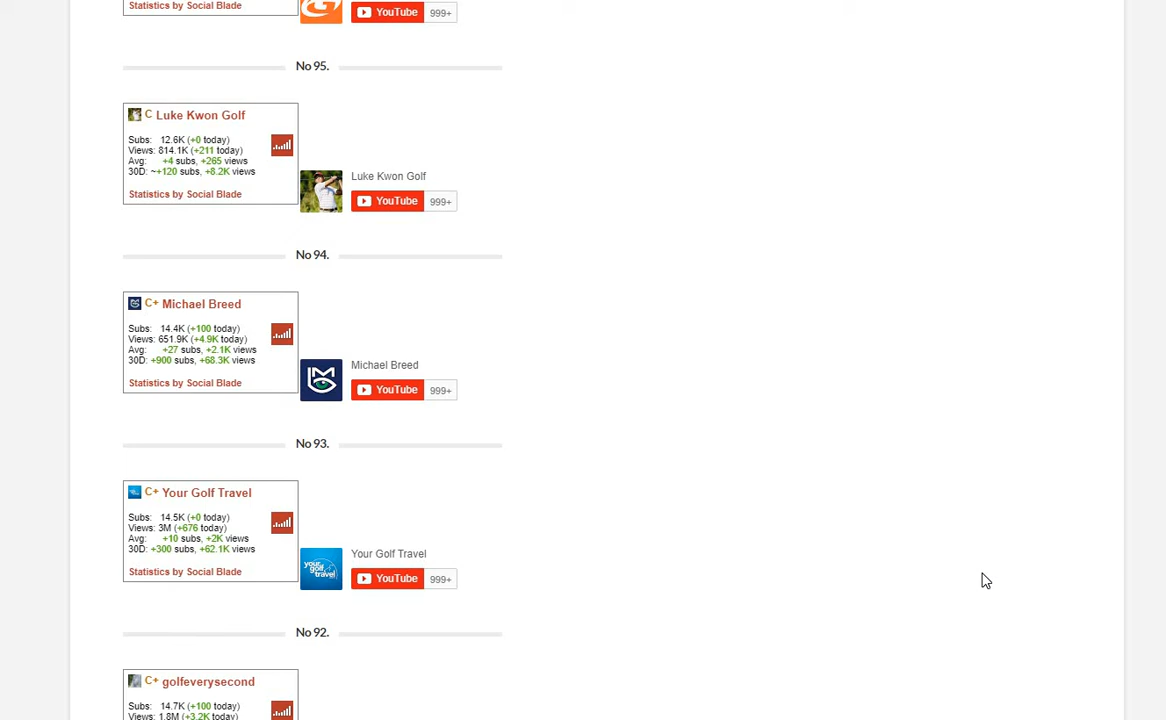 Statistics by Social Blade
YouTube 999+
No 95.
C Luke Kwon Golf
Subs: 12.6K (+0 today)
Views: 814.1K (+211 today)
Avg: +4 subs, +265 views
30D: ~+120 subs, +8.2K views
Statistics by Social Blade
Luke Kwon Golf
YouTube 999+
No 94.
C+ Michael Breed
Subs: 14.4K (+100 today)
Views: 651.9K (+4.9K today)
Avg: +27 subs, +2.1K views
30D: +900 subs, +68.3K views
Statistics by Social Blade
Michael Breed
YouTube 999+
No 93.
C+ Your Golf Travel
Subs: 14.5K (+0 today)
Views: 3M (+676 today)
Avg: +10 subs, +2K views
30D: +300 subs, +62.1K views
Statistics by Social Blade
Your Golf Travel
your golf travel
YouTube 999+
No 92.
C+ golfeverysecond
Subs: 14.7K (+100 today)
Views: 1.8M (+3.2K today)